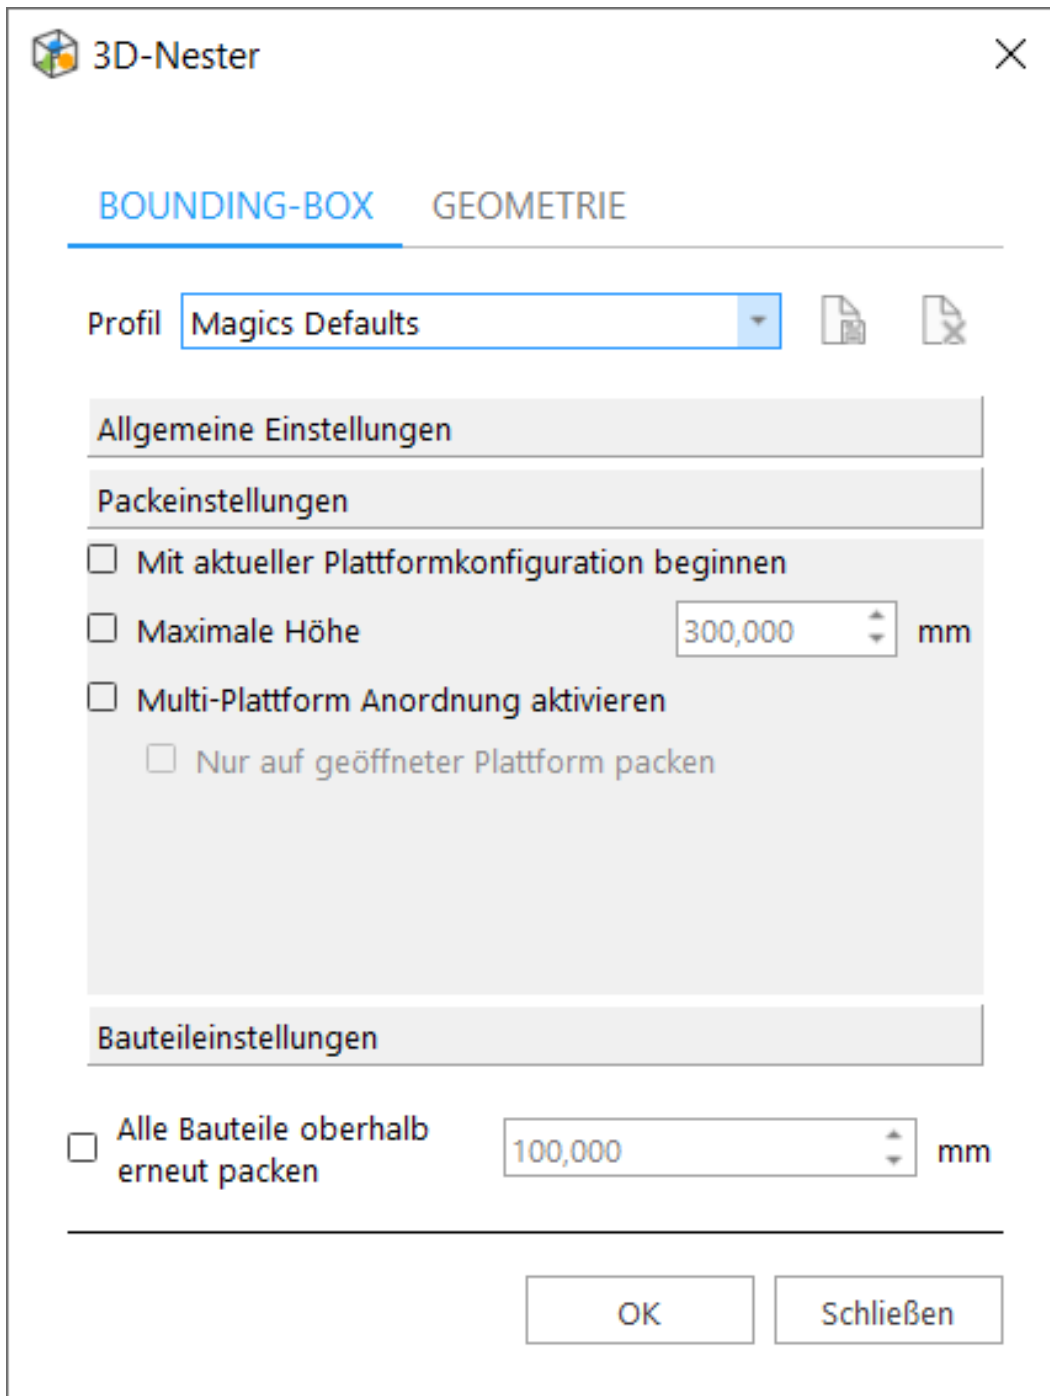 3D-Nester
BOUNDING-BOX GEOMETRIE
Profil Magics Defaults
Allgemeine Einstellungen
Packeinstellungen
Mit aktueller Plattformkonfiguration beginnen
Maximale Höhe 300,000 mm
Multi-Plattform Anordnung aktivieren
Nur auf geöffneter Plattform packen
Bauteileinstellungen
Alle Bauteile oberhalb
erneut packen 100,000 mm
OK Schließen